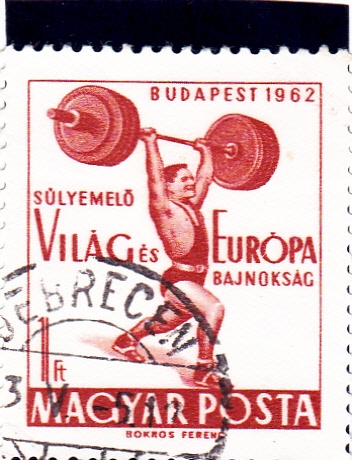 BUDAPEST 1962
SÚLYEMELŐ
VILÁG ÉS EURÓPA
BAJNOKSÁG
DEBRECEN
1 Ft
MAGYAR POSTA
BOKROS FERENC